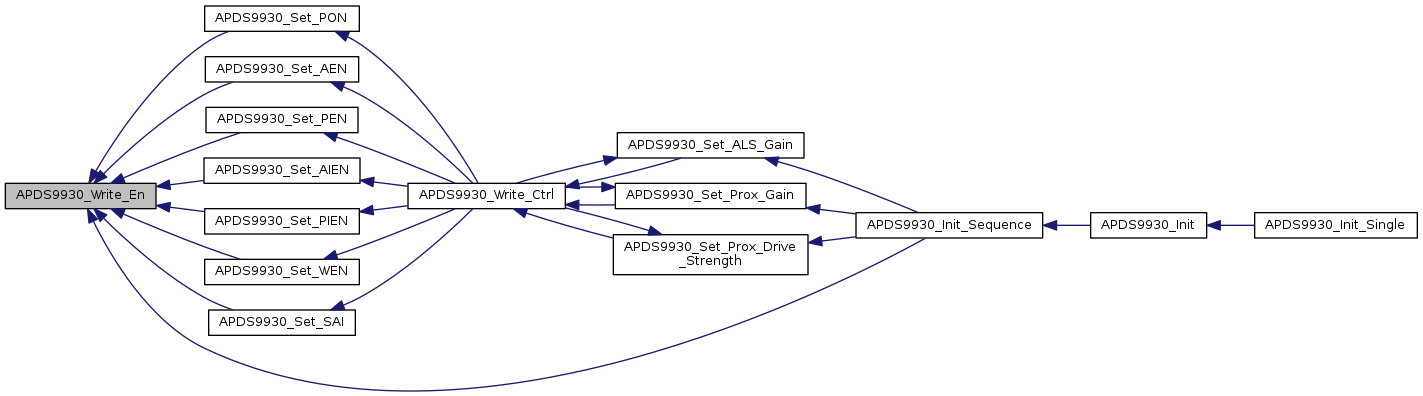 APDS9930_Write_En
APDS9930_Set_PON
APDS9930_Set_AEN
APDS9930_Set_PEN
APDS9930_Set_AIEN
APDS9930_Set_PIEN
APDS9930_Set_WEN
APDS9930_Set_SAI
APDS9930_Write_Ctrl
APDS9930_Set_ALS_Gain
APDS9930_Set_Prox_Gain
APDS9930_Set_Prox_Drive
_Strength
APDS9930_Init_Sequence
APDS9930_Init
APDS9930_Init_Single